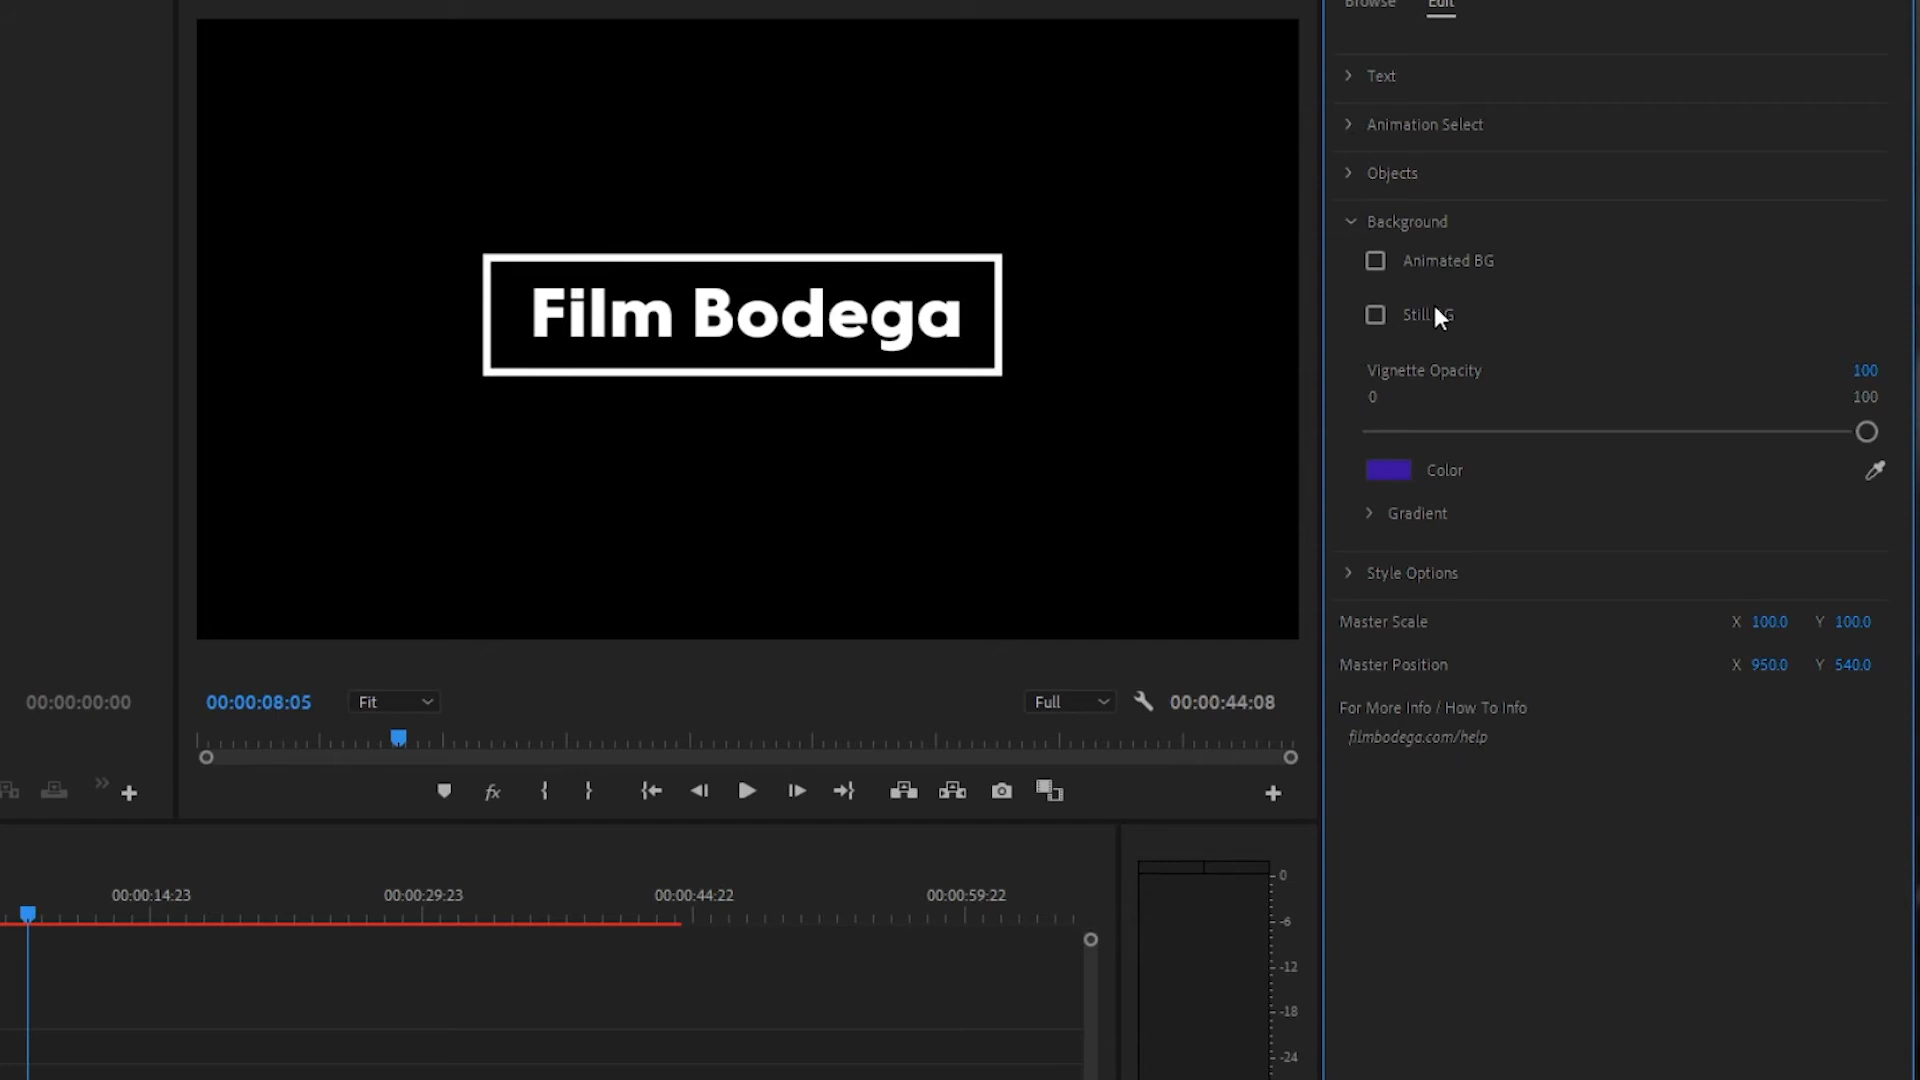 Browse Edit
Text
Animation Select
Objects
Background
Animated BG
Still BG
Vignette Opacity 100
0 100
Color
Gradient
Style Options
Master Scale X 100.0 Y 100.0
Master Position X 950.0 Y 540.0
For More Info / How To Info
filmbodega.com/help
Film Bodega
00:00:00:00
00:00:08:05 Fit Full 00:00:44:08
fx
00:00:14:23 00:00:29:23 00:00:44:22 00:00:59:22
0
-6
-12
-18
-24